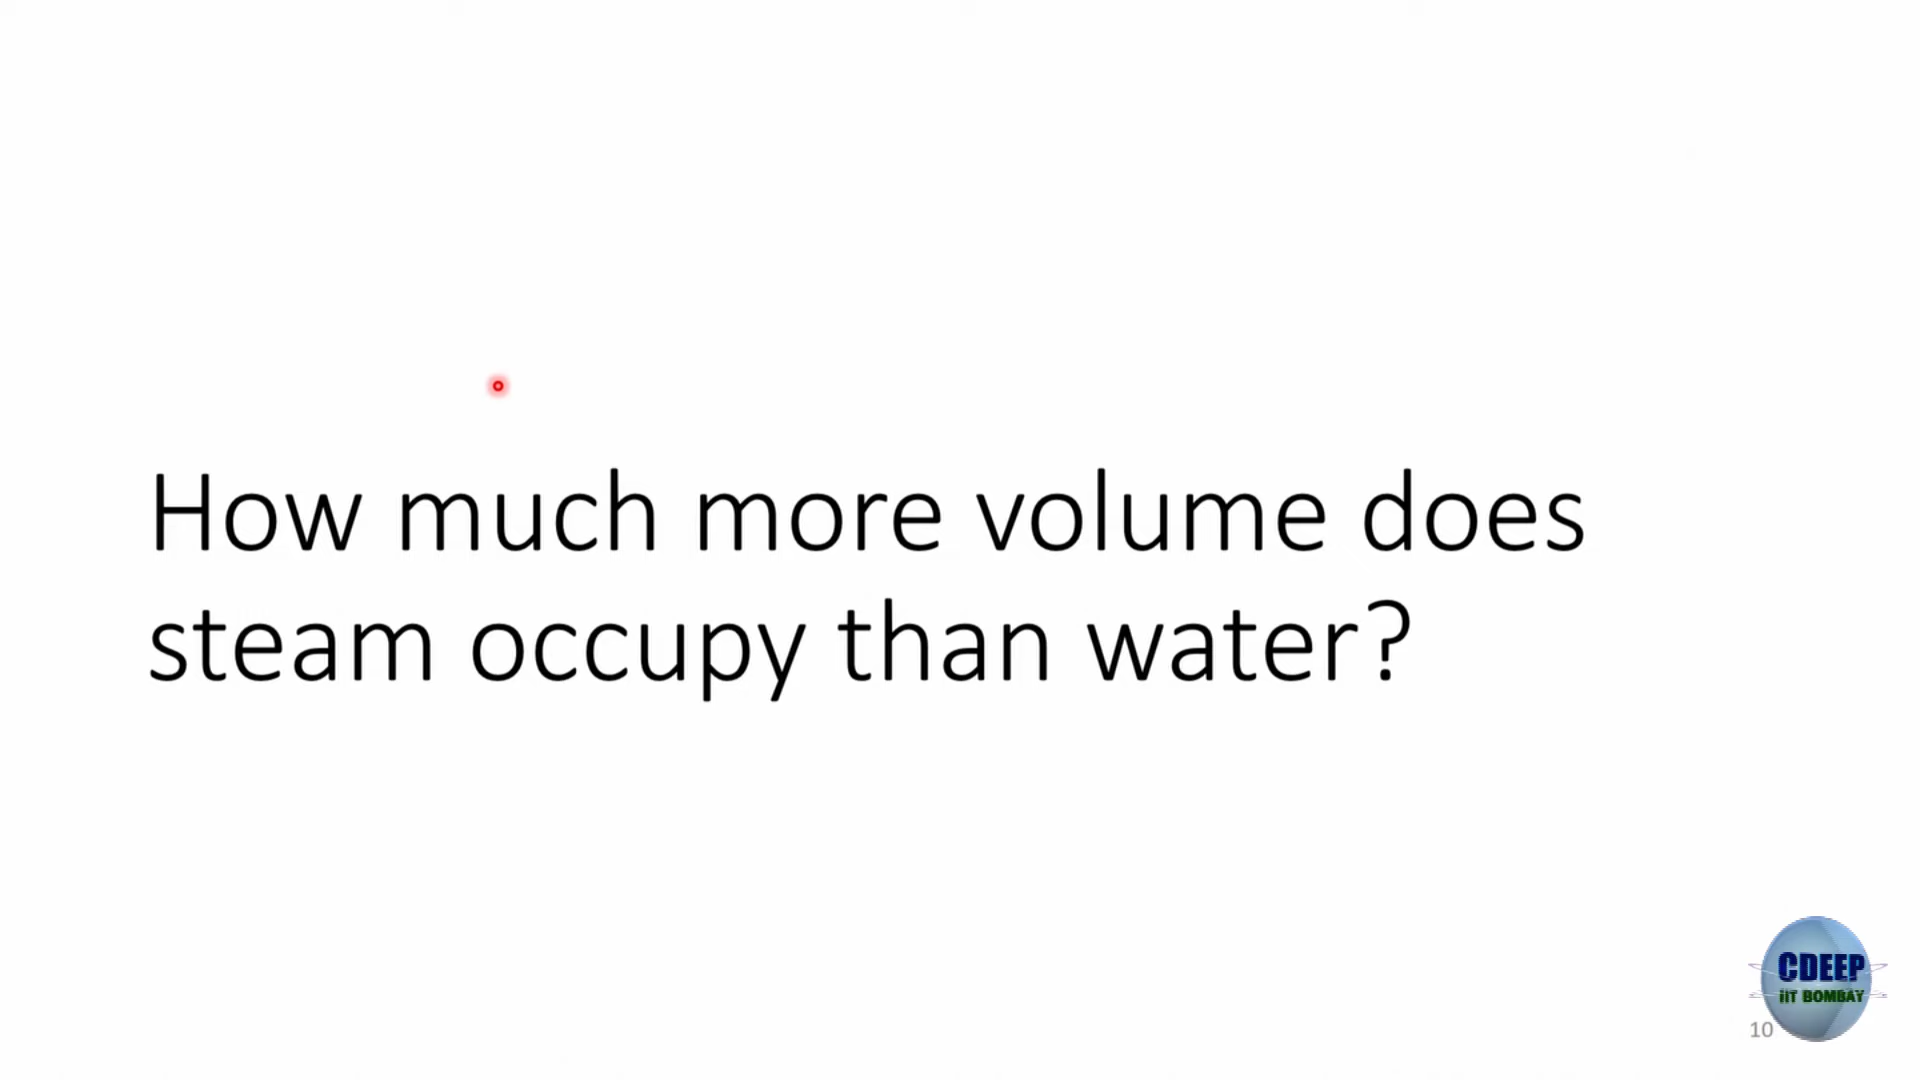 How much more volume does
steam occupy than water?
CDEEP
IIT BOMBAY
10